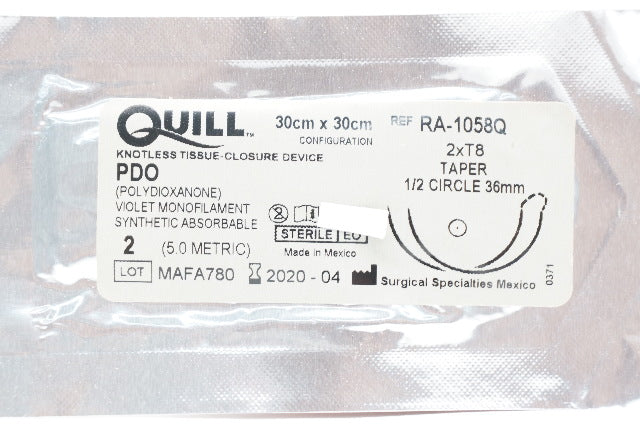 QUILL™
KNOTLESS TISSUE-CLOSURE DEVICE
PDO
(POLYDIOXANONE)
VIOLET MONOFILAMENT
SYNTHETIC ABSORBABLE
2 (5.0 METRIC)
LOT MAFA780 2020 - 04
30cm x 30cm
CONFIGURATION
STERILE EO
Made in Mexico
REF RA-1058Q
2xT8
TAPER
1/2 CIRCLE 36mm
Surgical Specialties Mexico
0371